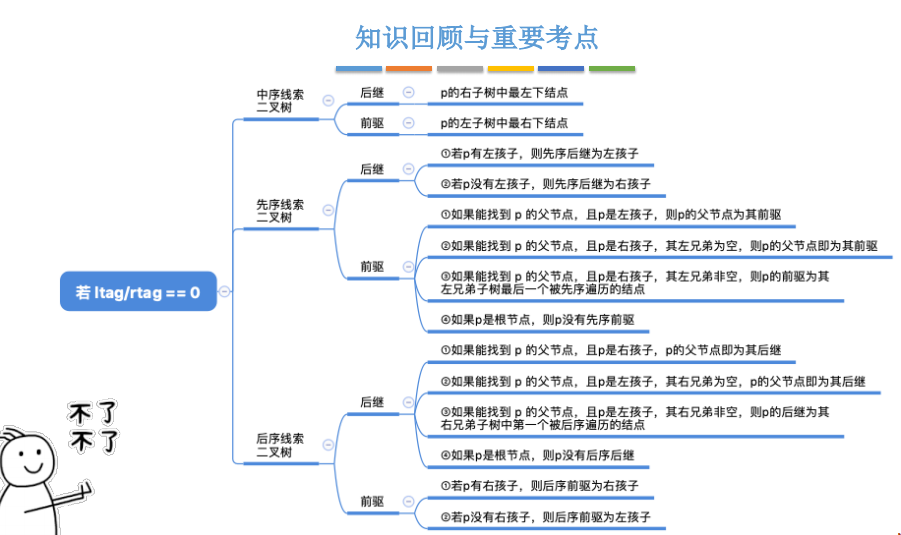 知识回顾与重要考点
中序线索
二叉树
后继
p的右子树中最左下结点
前驱
p的左子树中最右下结点
先序线索
二叉树
后继
①若p有左孩子，则先序后继为左孩子
②若p没有左孩子，则先序后继为右孩子
前驱
①如果能找到 p 的父节点，且p是左孩子，则p的父节点为其前驱
②如果能找到 p 的父节点，且p是右孩子，其左兄弟为空，则p的父节点即为其前驱
③如果能找到 p 的父节点，且p是右孩子，其左兄弟非空，则p的前驱为其
左兄弟子树最后一个被先序遍历的结点
④如果p是根节点，则p没有先序前驱
若 ltag/rtag == 0
后序线索
二叉树
后继
①如果能找到 p 的父节点，且p是右孩子，p的父节点即为其后继
②如果能找到 p 的父节点，且p是左孩子，其右兄弟为空，p的父节点即为其后继
③如果能找到 p 的父节点，且p是左孩子，其右兄弟非空，则p的后继为其
右兄弟子树中第一个被后序遍历的结点
④如果p是根节点，则p没有后序后继
前驱
①若p有右孩子，则后序前驱为右孩子
②若p没有右孩子，则后序前驱为左孩子
不了
不了